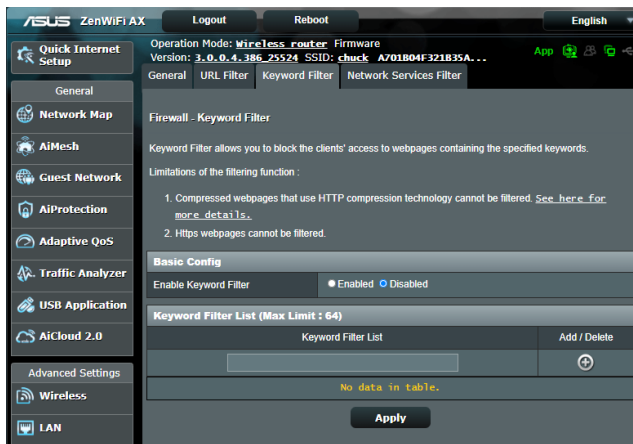 ASUS ZenWiFi AX Logout Reboot English
Quick Internet Setup
Operation Mode: Wireless router Firmware
Version: 3.0.0.4.386_25524 SSID: chuck A701B04F321B35A...
App
General URL Filter Keyword Filter Network Services Filter
General
Network Map
AiMesh
Guest Network
AiProtection
Adaptive QoS
Traffic Analyzer
USB Application
AiCloud 2.0
Advanced Settings
Wireless
LAN
Firewall - Keyword Filter
Keyword Filter allows you to block the clients' access to webpages containing the specified keywords.
Limitations of the filtering function :
1. Compressed webpages that use HTTP compression technology cannot be filtered. See here for
more details.
2. Https webpages cannot be filtered.
Basic Config
Enable Keyword Filter Enabled Disabled
Keyword Filter List (Max Limit : 64)
Keyword Filter List Add / Delete
No data in table.
Apply